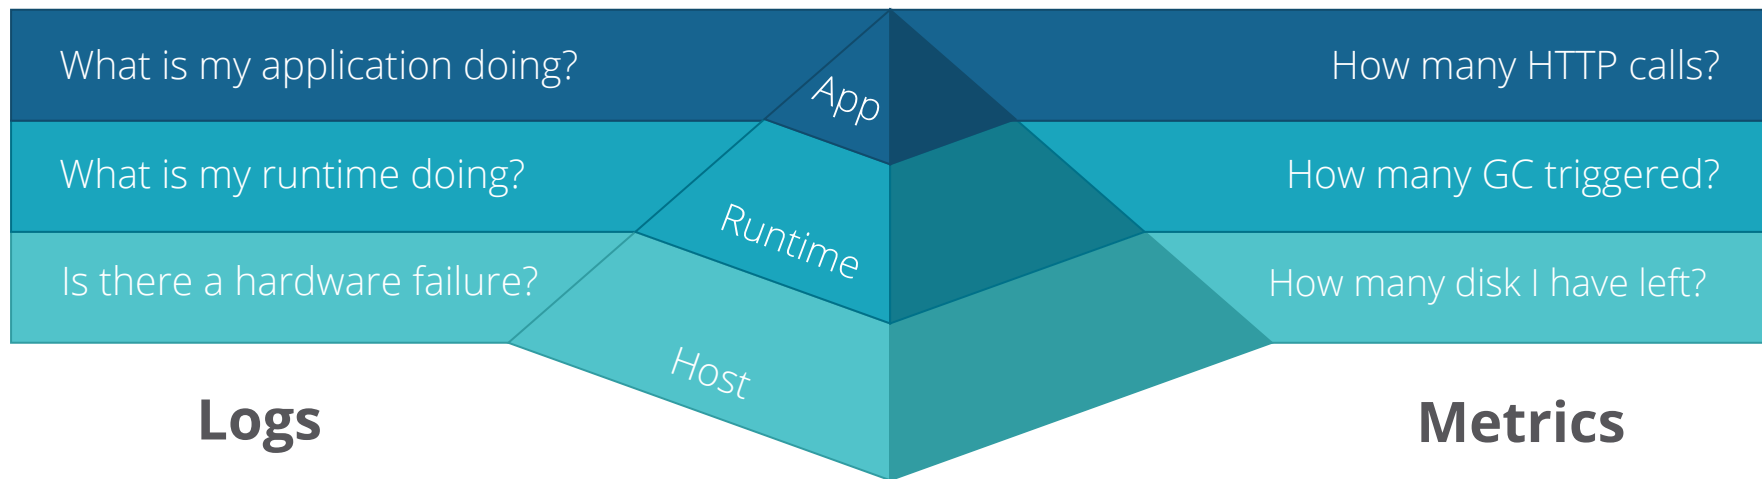 What is my application doing?
App
How many HTTP calls?
What is my runtime doing?
Runtime
How many GC triggered?
Is there a hardware failure?
Host
How many disk I have left?
Logs
Metrics